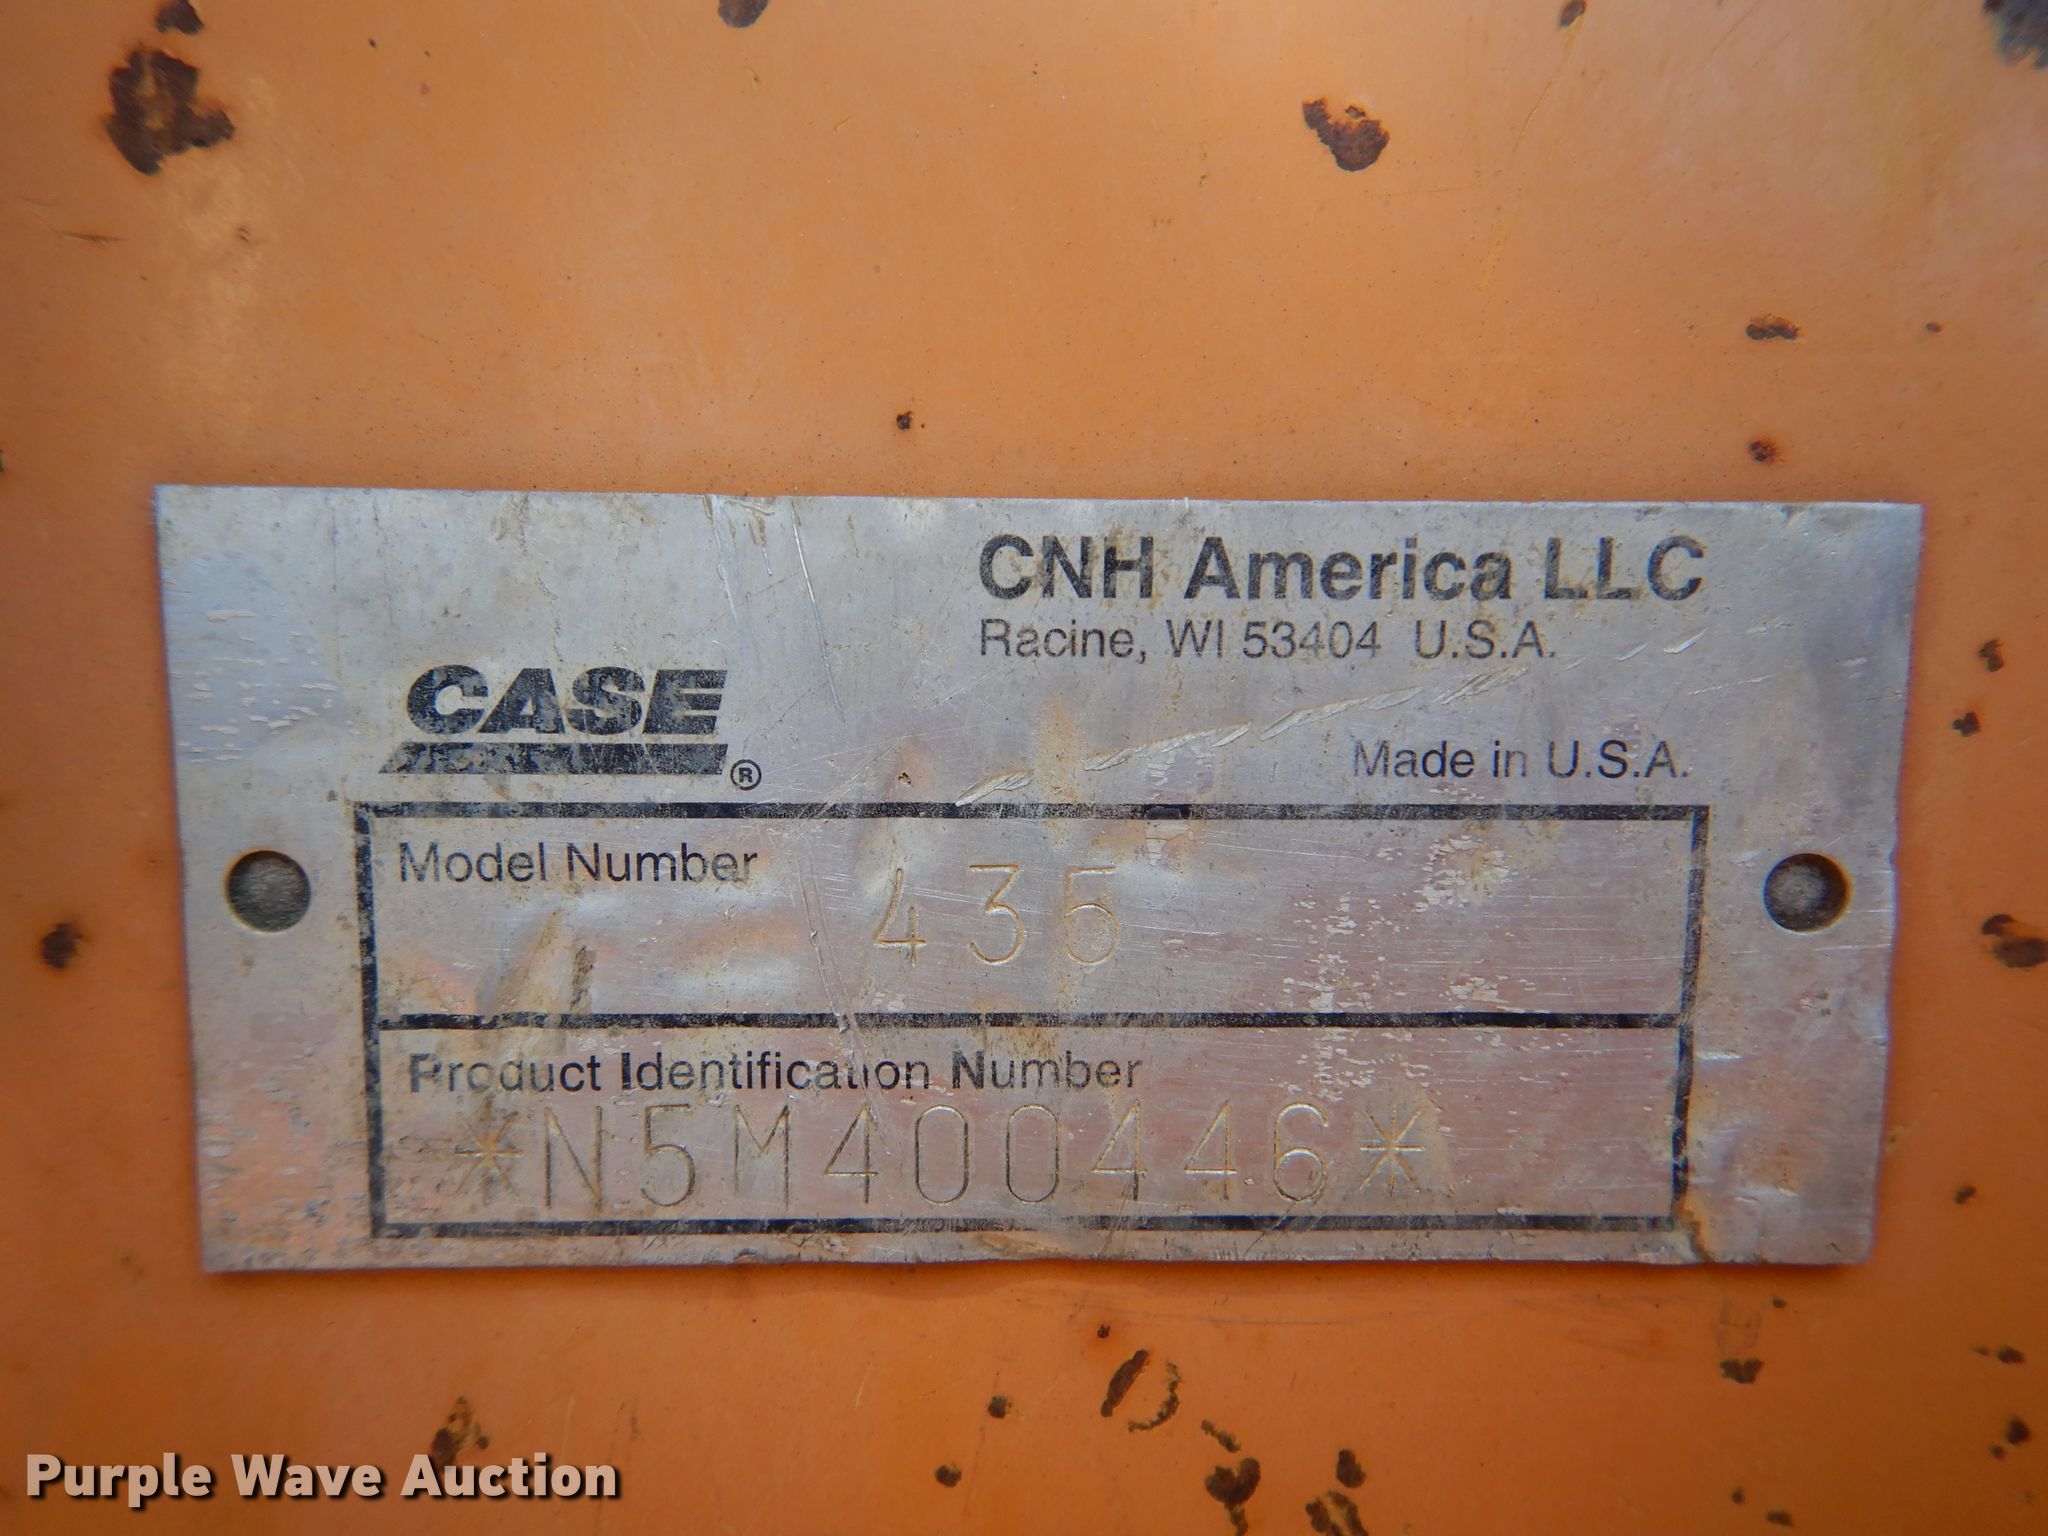 CNH America LLC
Racine, WI 53404 U.S.A.
CASE®
Made in U.S.A.
Model Number
435
Product Identification Number
*N5M400446*
Purple Wave Auction